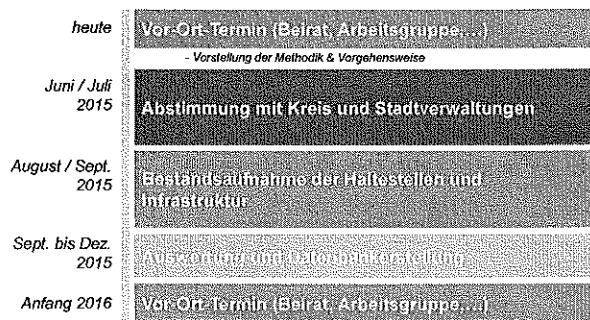 heute
Vor-Ort-Termin (Beirat, Arbeitsgruppe, ...)
- Vorstellung der Methodik & Vorgehensweise
Juni / Juli
2015
Abstimmung mit Kreis und Stadtverwaltungen
August / Sept.
2015
Bestandsaufnahme der Haltestellen und
Infrastruktur
Sept. bis Dez.
2015
Auswertung und Datenbankerstellung
Anfang 2016
Vor-Ort-Termin (Beirat, Arbeitsgruppe, ...)